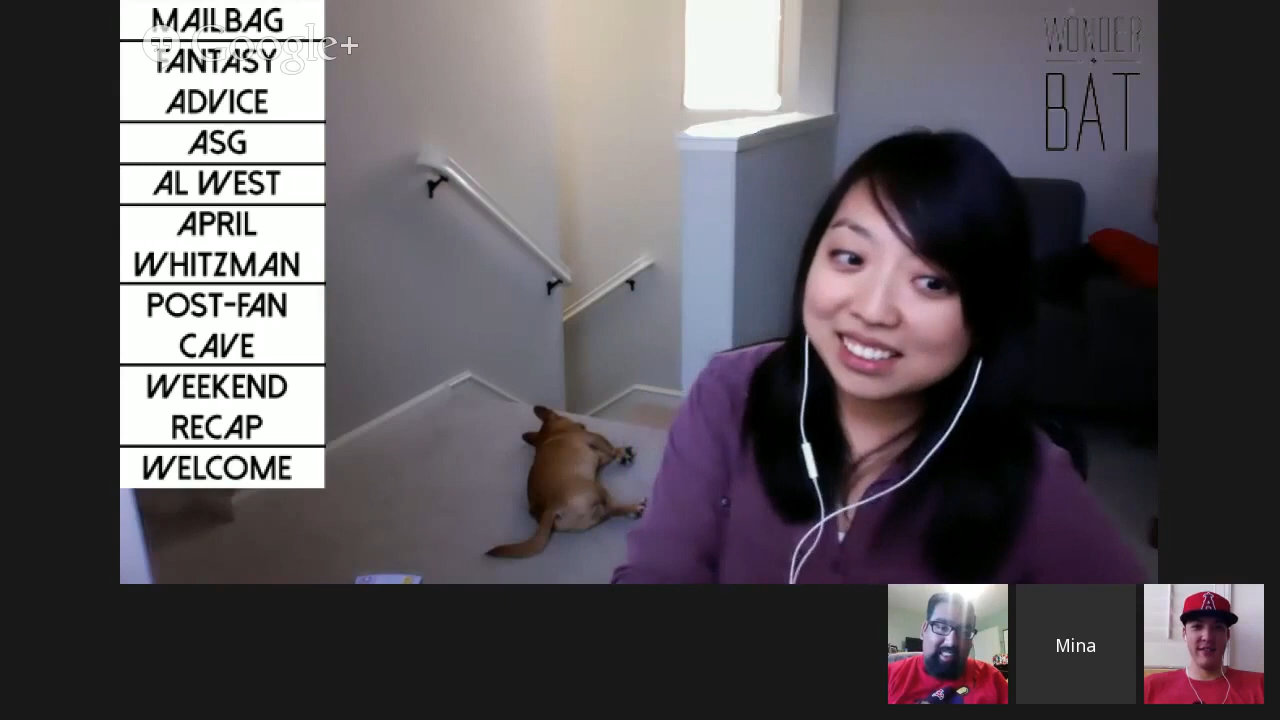 MAILBAG
Google+
FANTASY
ADVICE
ASG
AL WEST
APRIL
WHITZMAN
POST-FAN
CAVE
WEEKEND
RECAP
WELCOME
WONDER
BAT
Mina
A